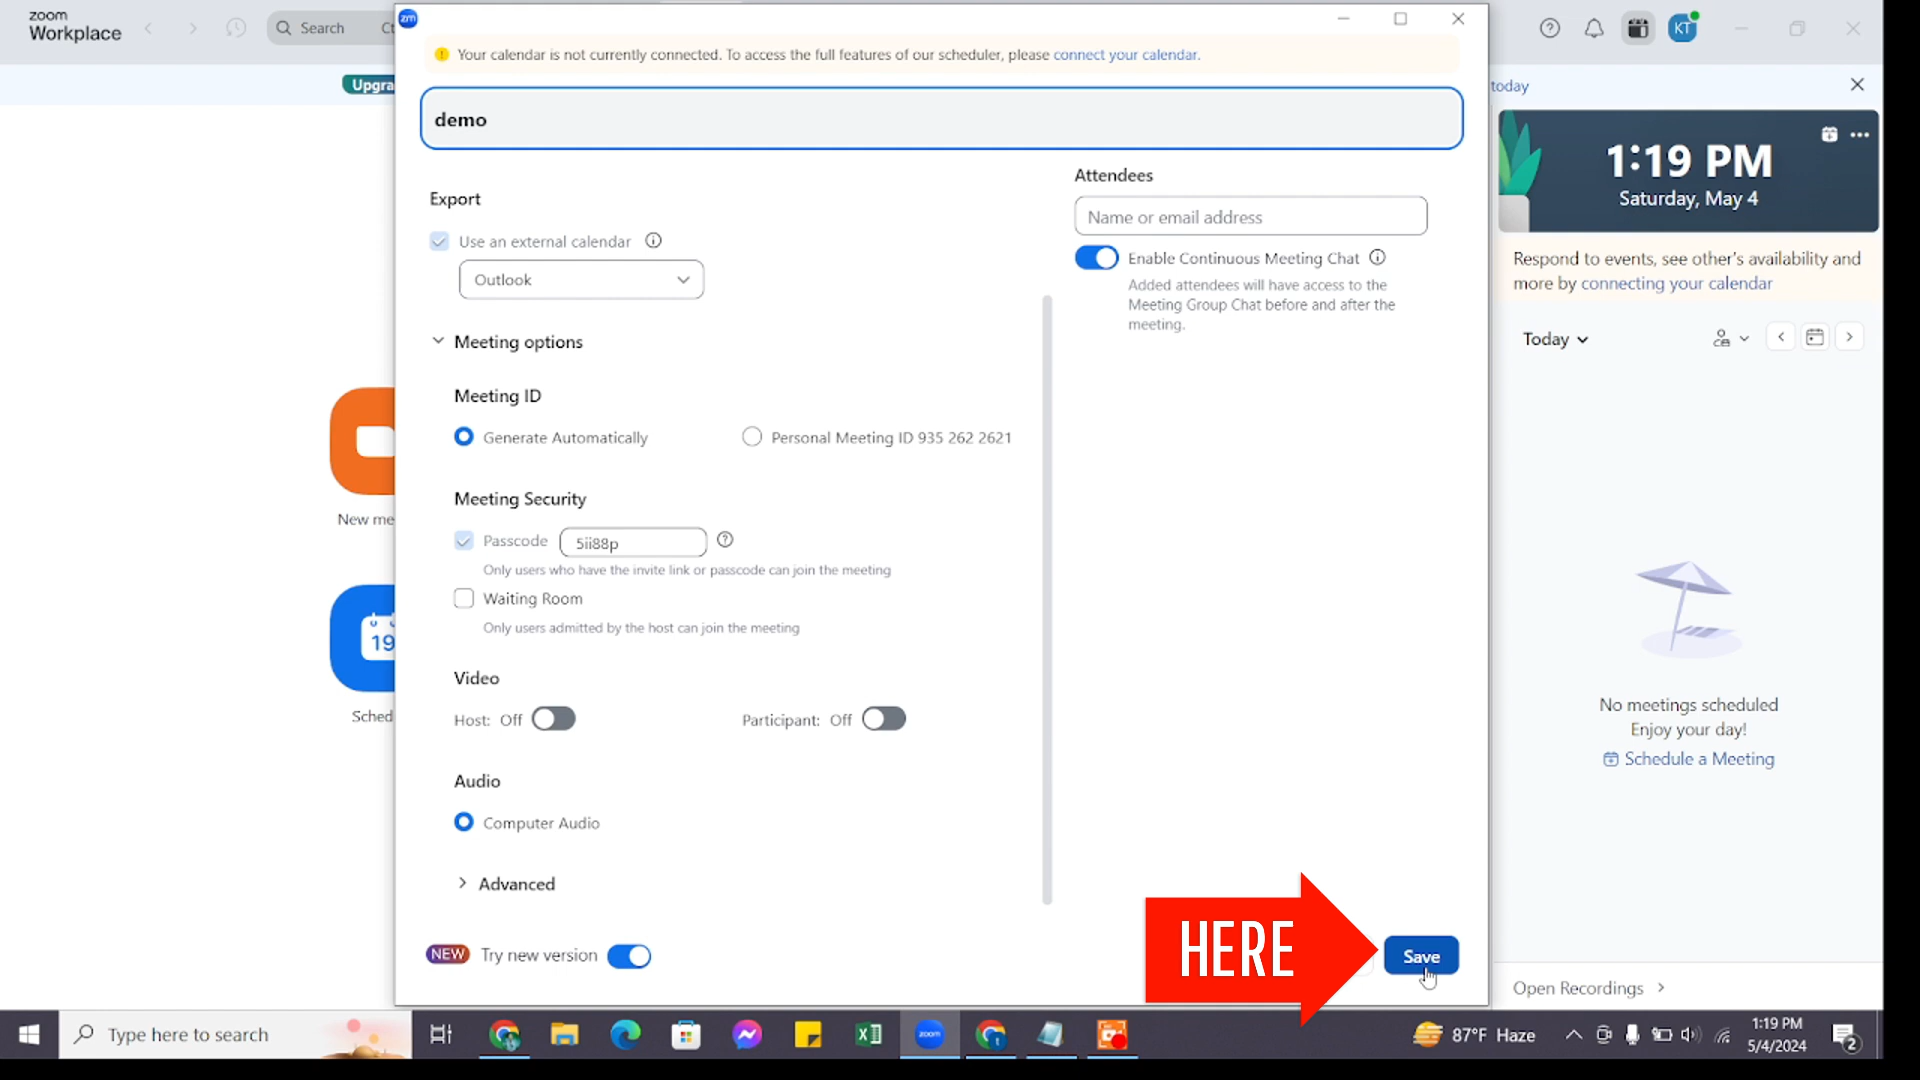 zoom
Workplace
Search
Ct
KT
Your calendar is not currently connected. To access the full features of our scheduler, please connect your calendar.
Upgra
today
demo
1:19 PM
Saturday, May 4
Export
Use an external calendar
Outlook
Attendees
Name or email address
Enable Continuous Meeting Chat
Added attendees will have access to the
Meeting Group Chat before and after the
meeting.
Respond to events, see other's availability and
more by connecting your calendar
Today
Meeting options
Meeting ID
Generate Automatically
Personal Meeting ID 935 262 2621
Meeting Security
Passcode
5ii88p
Only users who have the invite link or passcode can join the meeting
Waiting Room
Only users admitted by the host can join the meeting
New me
19
Sched
Video
Host: Off
Participant: Off
Audio
Computer Audio
Advanced
NEW
Try new version
HERE
Save
No meetings scheduled
Enjoy your day!
Schedule a Meeting
Open Recordings
Type here to search
zoom
87°F Haze
1:19 PM
5/4/2024
2